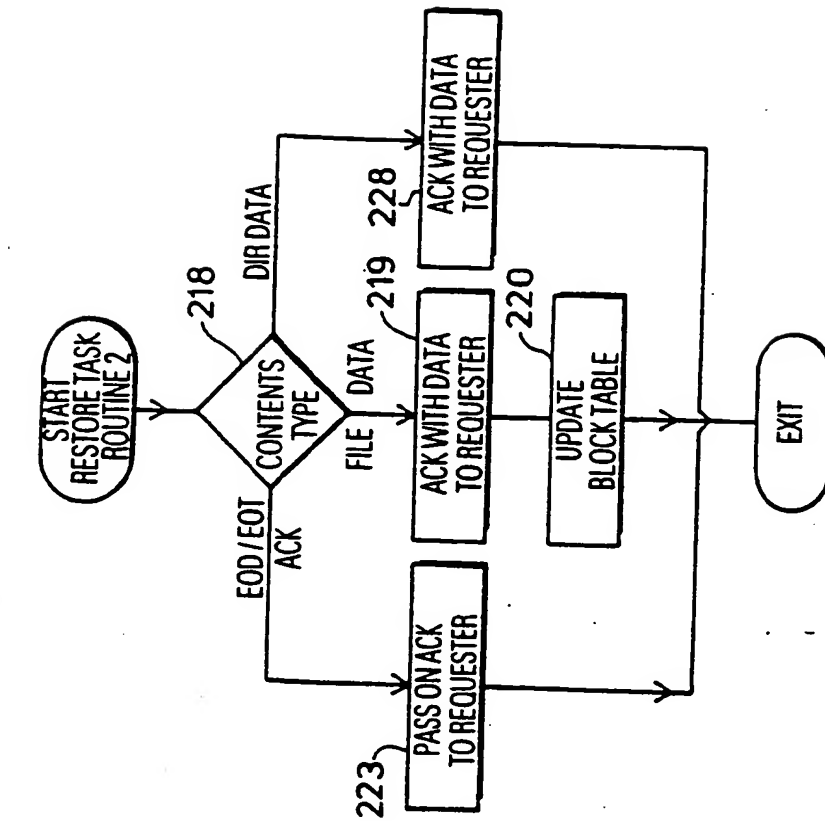 START
RESTORE TASK
ROUTINE 2
218
CONTENTS
TYPE
EOD / EOT
ACK
FILE DATA
DIR DATA
223
PASS ON ACK
TO REQUESTER
219
ACK WITH DATA
TO REQUESTER
228
ACK WITH DATA
TO REQUESTER
220
UPDATE
BLOCK TABLE
EXIT